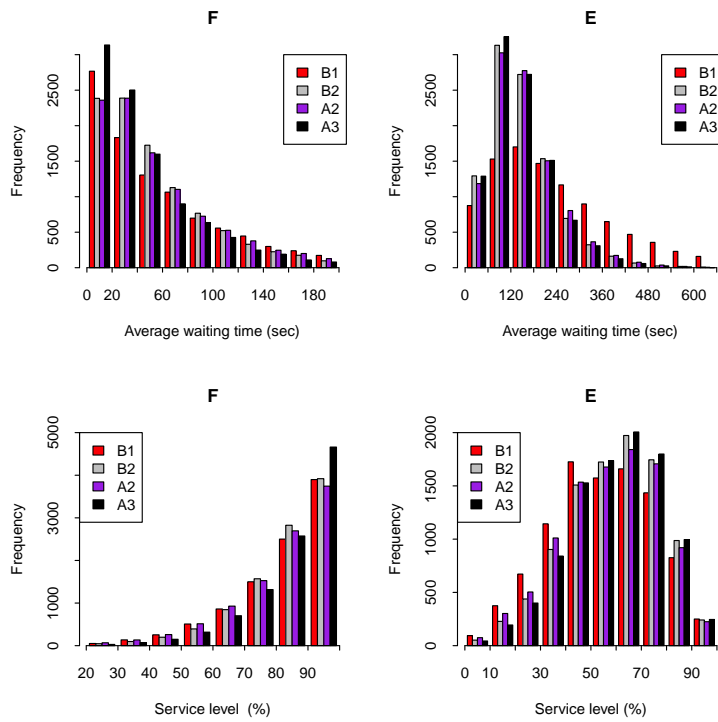 F
Frequency
0 500 1500 2500
B1
B2
A2
A3
0 20 60 100 140 180
Average waiting time (sec)
E
Frequency
0 500 1500 2500
B1
B2
A2
A3
0 120 240 360 480 600
Average waiting time (sec)
F
Frequency
0 1000 3000 5000
B1
B2
A2
A3
20 30 50 70 90
Service level (%)
E
Frequency
0 500 1000 1500 2000
B1
B2
A2
A3
0 10 30 50 70 90
Service level (%)